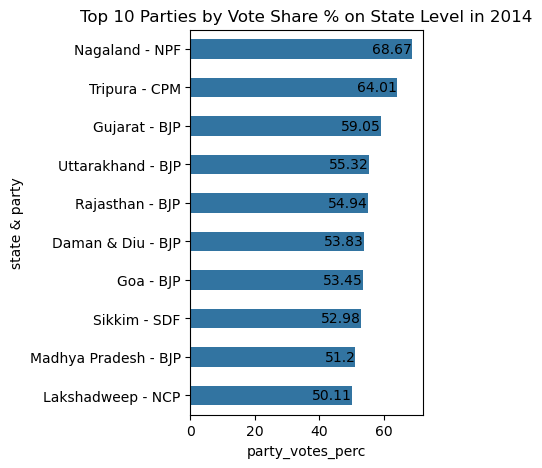 Top 10 Parties by Vote Share % on State Level in 2014
state & party
Nagaland - NPF 68.67
Tripura - CPM 64.01
Gujarat - BJP 59.05
Uttarakhand - BJP 55.32
Rajasthan - BJP 54.94
Daman & Diu - BJP 53.83
Goa - BJP 53.45
Sikkim - SDF 52.98
Madhya Pradesh - BJP 51.2
Lakshadweep - NCP 50.11
0 20 40 60
party_votes_perc